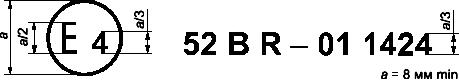 a a/2 E 4 a/3 52 B R – 01 1424 a/3
a = 8 мм min